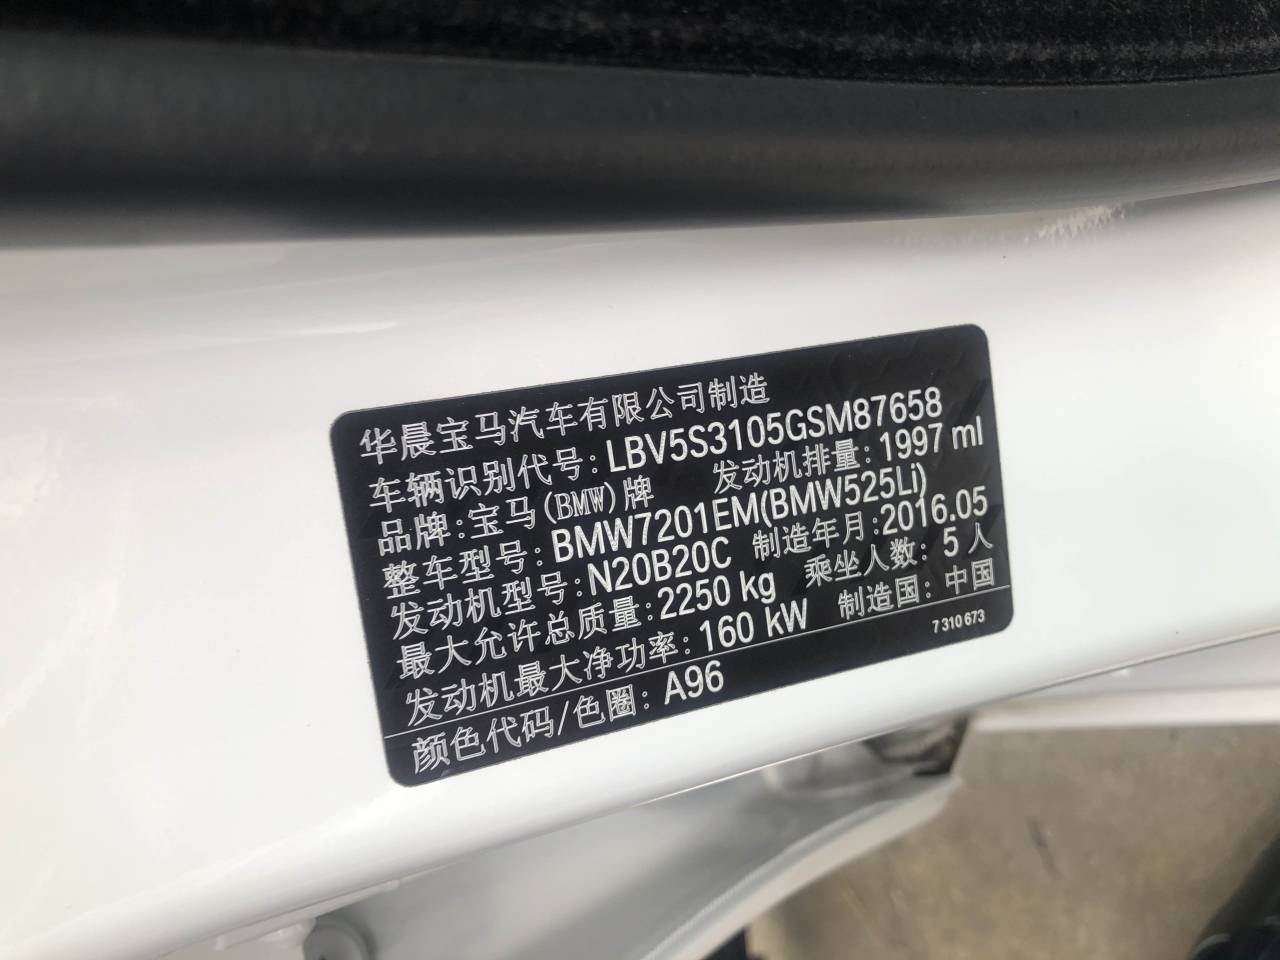 华晨宝马汽车有限公司制造
车辆识别代号: LBV5S3105GSM87658
品牌:宝马(BMW)牌 发动机排量: 1997 ml
整车型号: BMW7201EM(BMW525Li)
发动机型号: N20B20C 制造年月:2016.05
最大允许总质量: 2250 kg 乘坐人数: 5 人
发动机最大净功率: 160 kW 制造国: 中国
颜色代码/色圈: A96 7 310 673